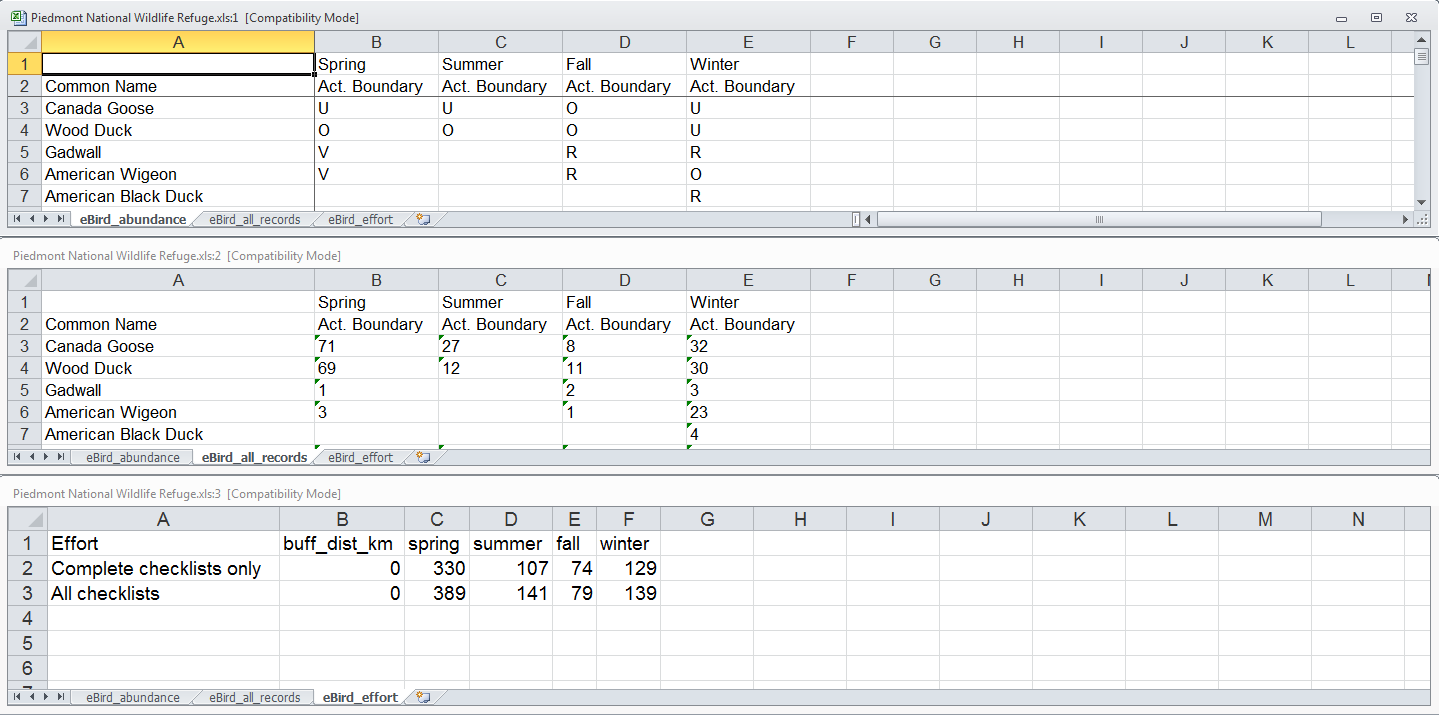 Piedmont National Wildlife Refuge.xls:1 [Compatibility Mode]
A B C D E F G H I J K L
1 Spring Summer Fall Winter
2 Common Name Act. Boundary Act. Boundary Act. Boundary Act. Boundary
3 Canada Goose U U O U
4 Wood Duck O O O U
5 Gadwall V R R
6 American Wigeon V R O
7 American Black Duck R
eBird_abundance eBird_all_records eBird_effort
Piedmont National Wildlife Refuge.xls:2 [Compatibility Mode]
A B C D E F G H I J K L
1 Spring Summer Fall Winter
2 Common Name Act. Boundary Act. Boundary Act. Boundary Act. Boundary
3 Canada Goose 71 27 8 32
4 Wood Duck 69 12 11 30
5 Gadwall 1 2 3
6 American Wigeon 3 1 23
7 American Black Duck 4
eBird_abundance eBird_all_records eBird_effort
Piedmont National Wildlife Refuge.xls:3 [Compatibility Mode]
A B C D E F G H I J K L M N
1 Effort buff_dist_km spring summer fall winter
2 Complete checklists only 0 330 107 74 129
3 All checklists 0 389 141 79 139
4
5
6
eBird_abundance eBird_all_records eBird_effort